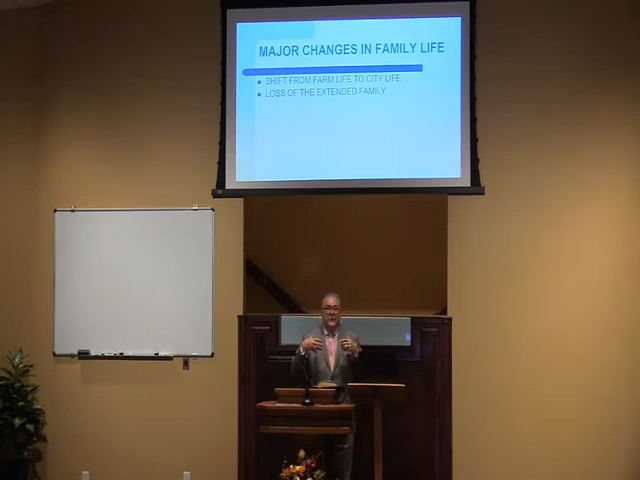 MAJOR CHANGES IN FAMILY LIFE
SHIFT FROM FARM LIFE TO CITY LIFE
LOSS OF THE EXTENDED FAMILY